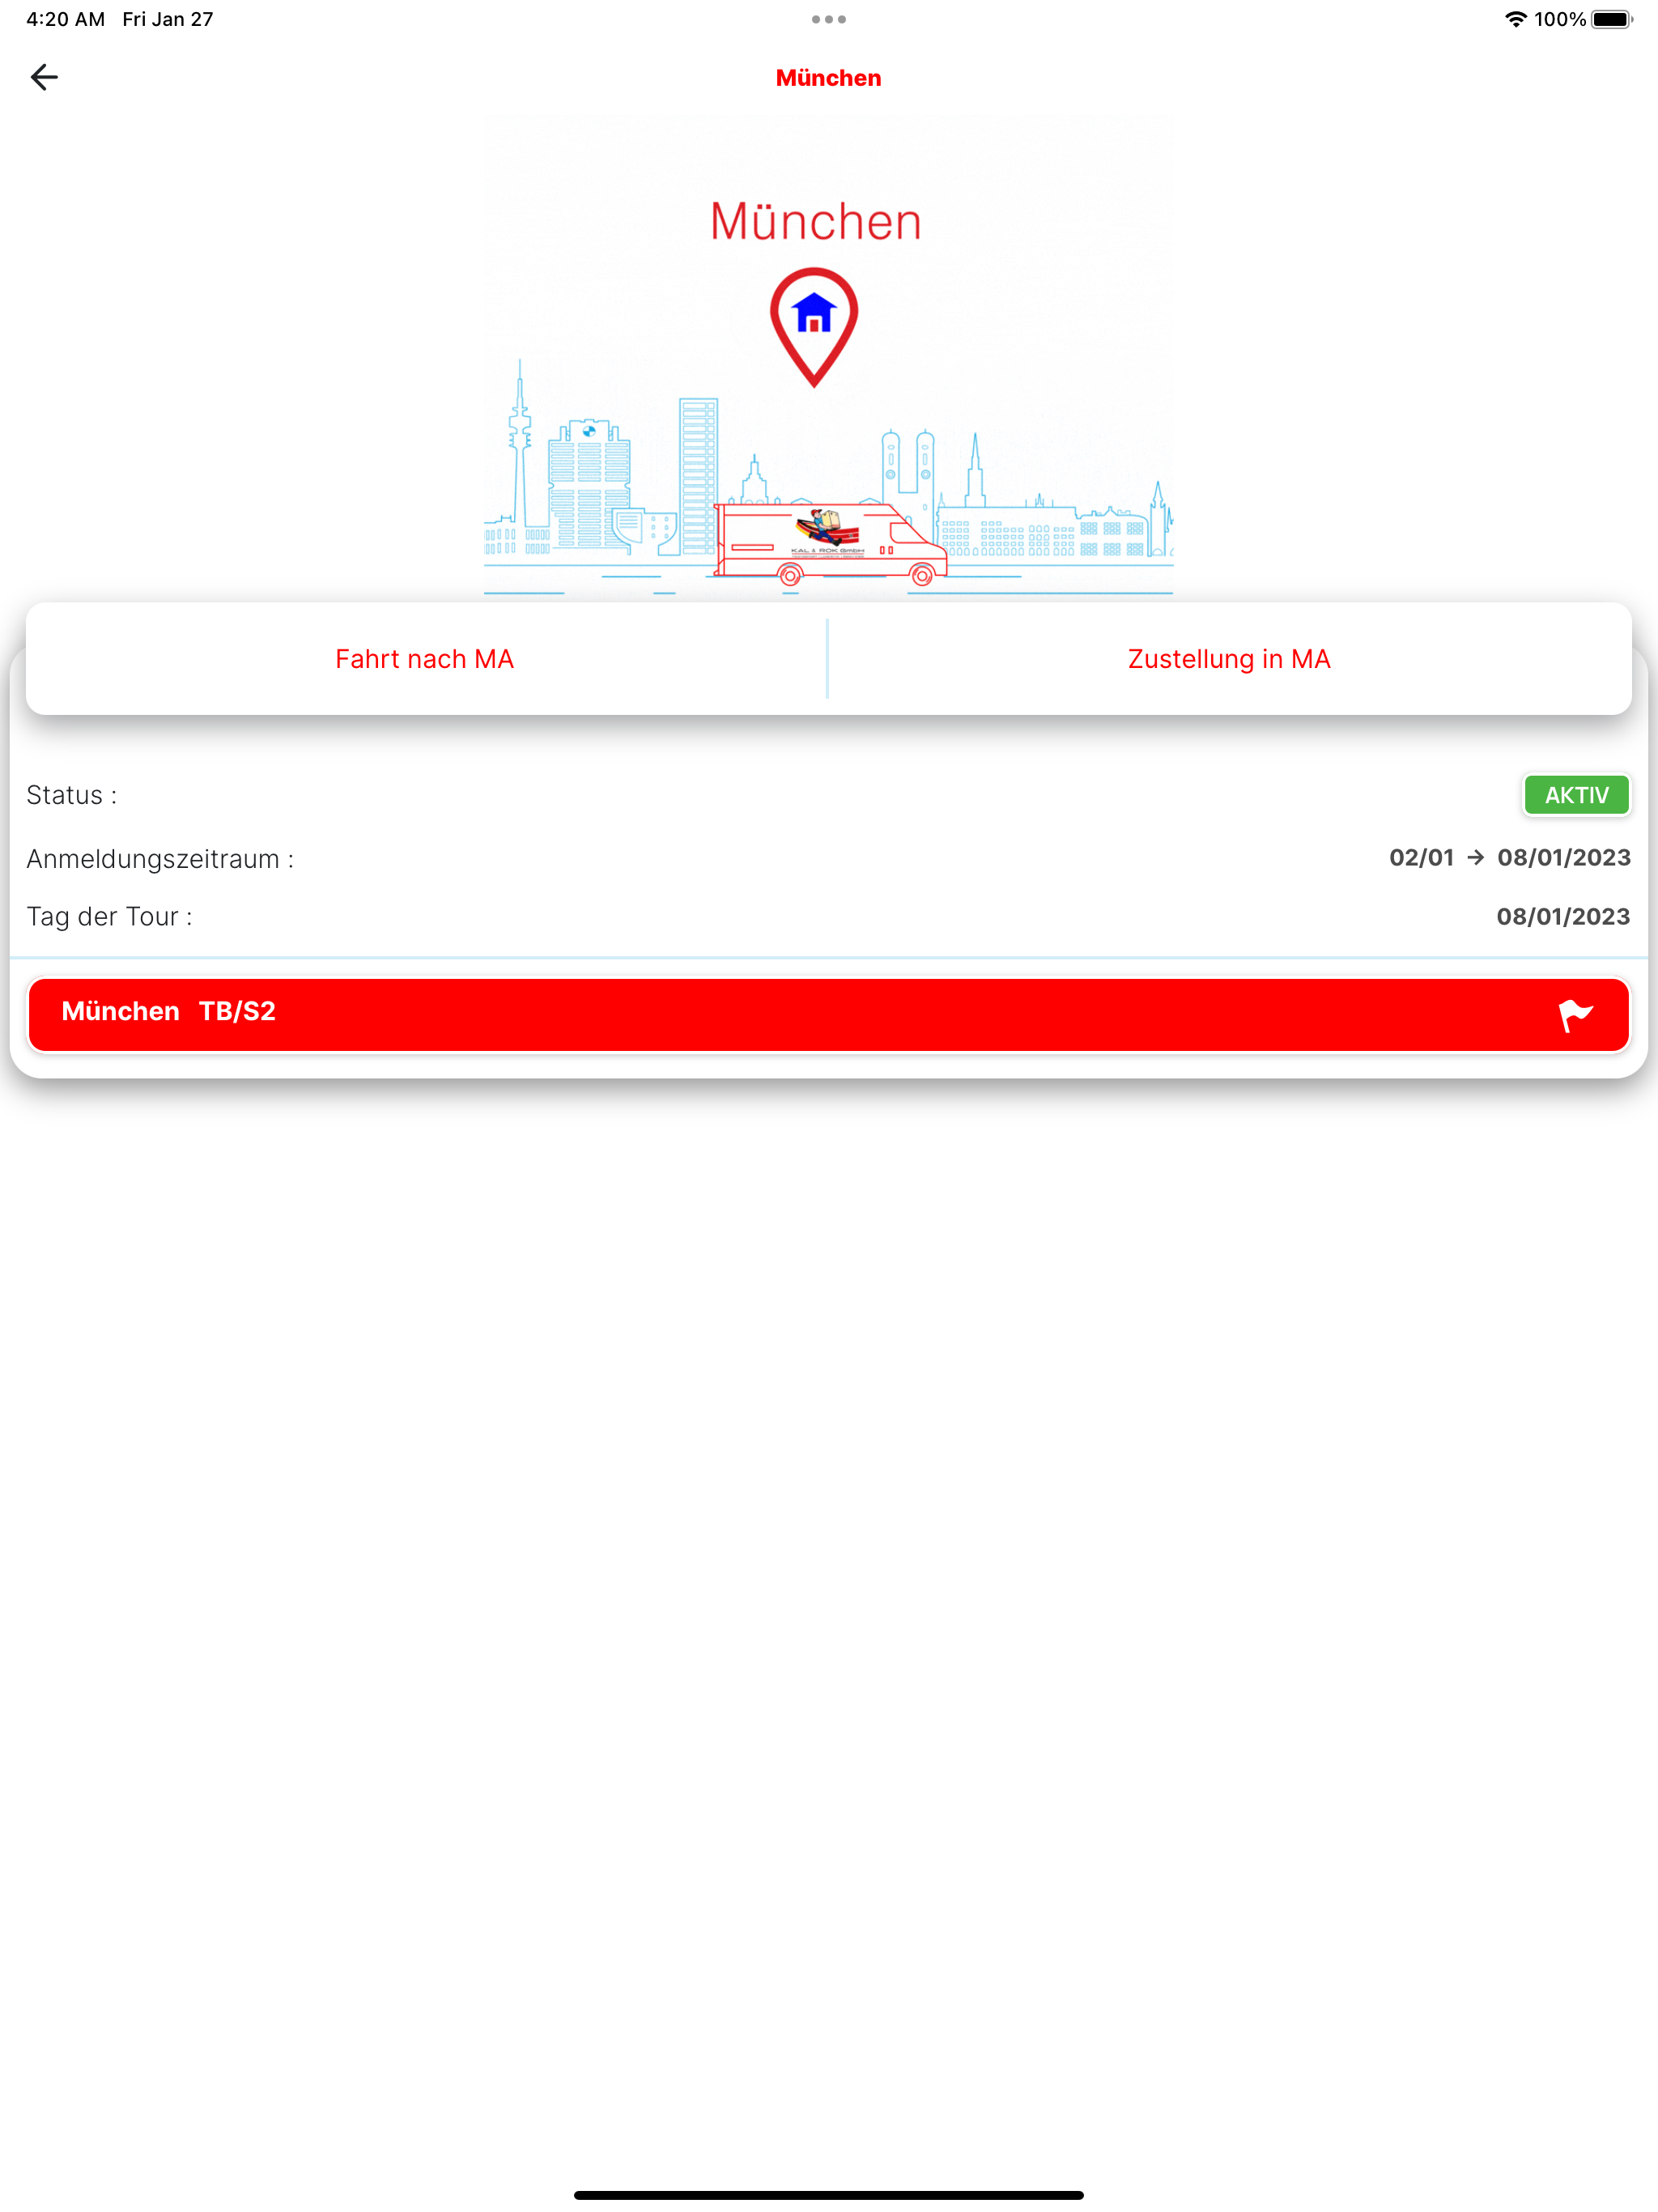 4:20 AM Fri Jan 27
100%
München
München
KAL & ROK GmbH
Fahrt nach MA
Zustellung in MA
Status :
AKTIV
Anmeldungszeitraum :
02/01 → 08/01/2023
Tag der Tour :
08/01/2023
München TB/S2